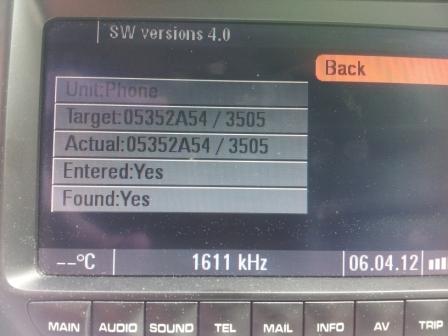 SW versions 4.0
Back
Unit:Phone
Target:05352A54 / 3505
Actual:05352A54 / 3505
Entered:Yes
Found:Yes
--°C 1611 kHz 06.04.12
MAIN AUDIO SOUND TEL MAIL INFO AV TRIP